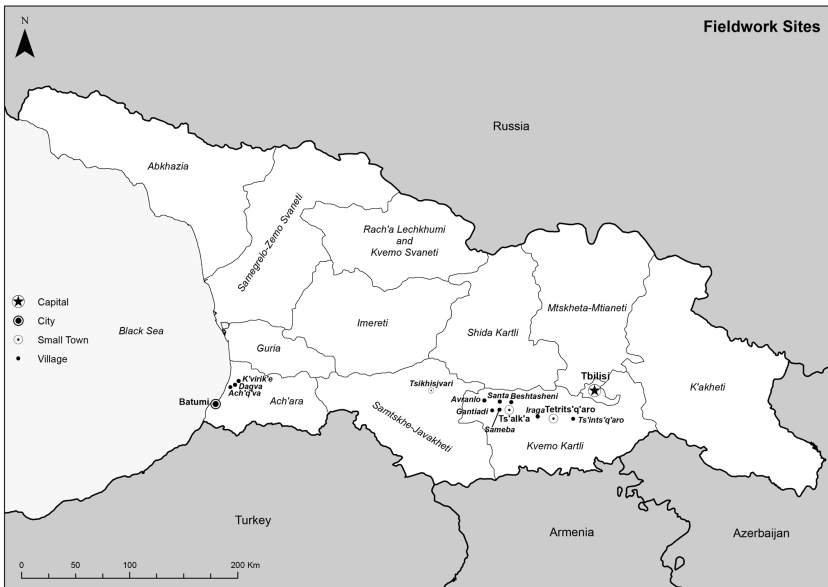 Fieldwork Sites
N
Russia
Abkhazia
Samegrelo-Zemo Svaneti
Rach'a Lechkhumi
and
Kvemo Svaneti
Mtskheta-Mtianeti
Capital
City
Small Town
Village
Black Sea
Imereti
Shida Kartli
Guria
K'akheti
Tbilisi
K'virik'e
Dagva
Ach'q'va
Batumi
Ach'ara
Tsikhisjvari
Samtskhe-Javakheti
Avranlo
Santa
Beshtasheni
Gantiadi
Ts'alk'a
Sameba
Iraga
Tetrits'q'aro
Ts'ints'q'aro
Kvemo Kartli
Turkey
Armenia
Azerbaijan
0 50 100 200 Km